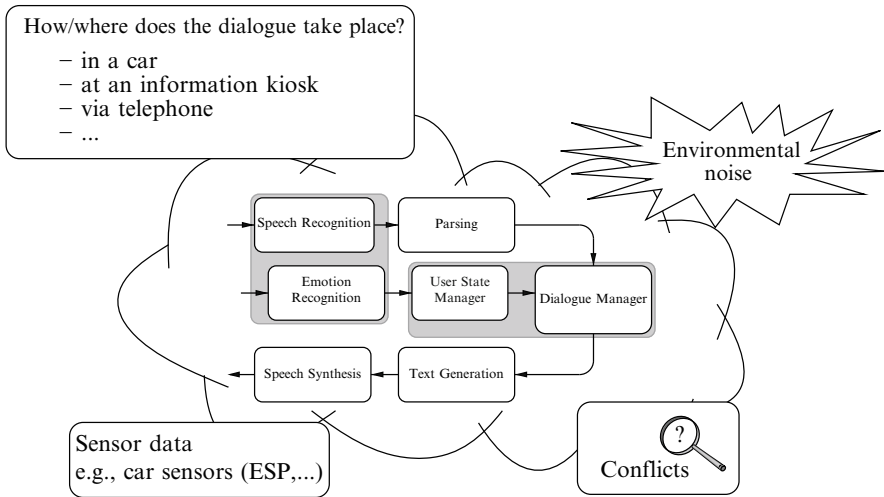 How/where does the dialogue take place?
– in a car
– at an information kiosk
– via telephone
– ...
Environmental
noise
Speech Recognition
Parsing
Emotion
Recognition
User State
Manager
Dialogue Manager
Speech Synthesis
Text Generation
Sensor data
e.g., car sensors (ESP,...)
?
Conflicts